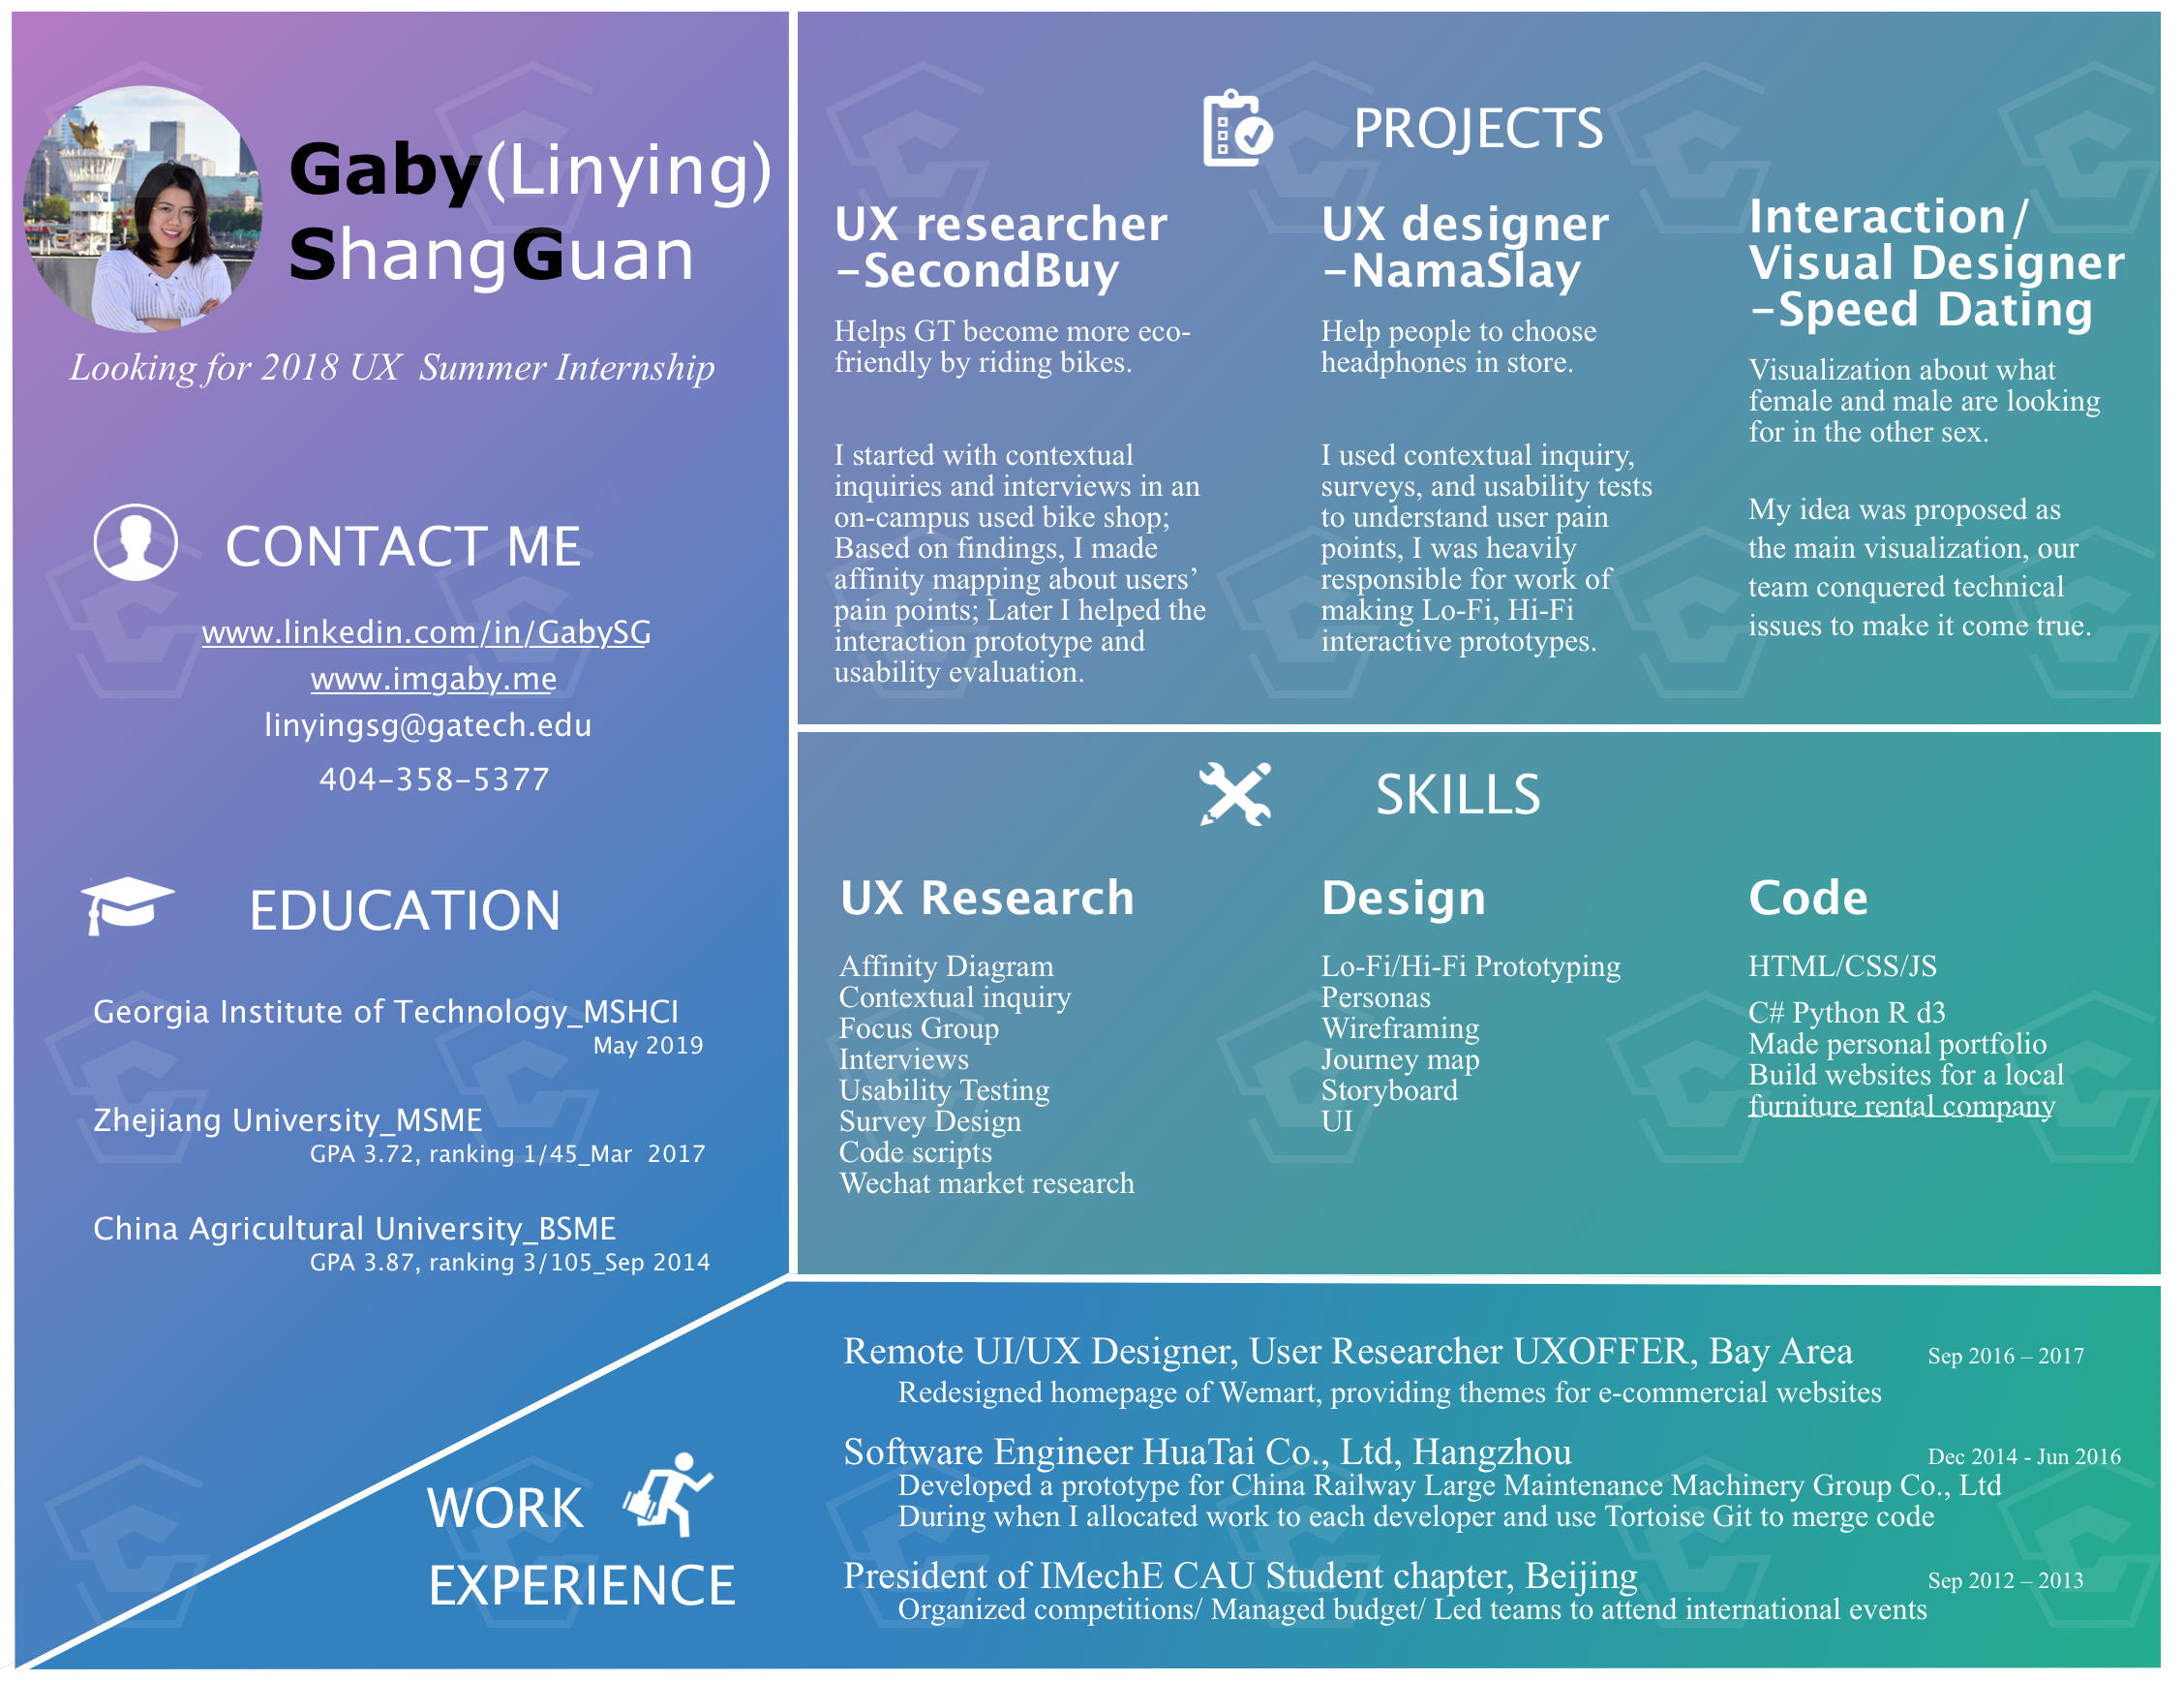 Gaby(Linying)
ShangGuan
Looking for 2018 UX Summer Internship
CONTACT ME
www.linkedin.com/in/GabySG
www.imgaby.me
linyingsg@gatech.edu
404-358-5377
EDUCATION
Georgia Institute of Technology_MSHCI
May 2019
Zhejiang University_MSME
GPA 3.72, ranking 1/45_Mar 2017
China Agricultural University_BSME
GPA 3.87, ranking 3/105_Sep 2014
PROJECTS
UX researcher
-SecondBuy
Helps GT become more eco-
friendly by riding bikes.
I started with contextual
inquiries and interviews in an
on-campus used bike shop;
Based on findings, I made
affinity mapping about users’
pain points; Later I helped the
interaction prototype and
usability evaluation.
UX designer
-NamaSlay
Help people to choose
headphones in store.
I used contextual inquiry,
surveys, and usability tests
to understand user pain
points, I was heavily
responsible for work of
making Lo-Fi, Hi-Fi
interactive prototypes.
Interaction/
Visual Designer
-Speed Dating
Visualization about what
female and male are looking
for in the other sex.
My idea was proposed as
the main visualization, our
team conquered technical
issues to make it come true.
SKILLS
UX Research
Affinity Diagram
Contextual inquiry
Focus Group
Interviews
Usability Testing
Survey Design
Code scripts
Wechat market research
Design
Lo-Fi/Hi-Fi Prototyping
Personas
Wireframing
Journey map
Storyboard
UI
Code
HTML/CSS/JS
C# Python R d3
Made personal portfolio
Build websites for a local
furniture rental company
WORK
EXPERIENCE
Remote UI/UX Designer, User Researcher UXOFFER, Bay Area Sep 2016 – 2017
Redesigned homepage of Wemart, providing themes for e-commercial websites
Software Engineer HuaTai Co., Ltd, Hangzhou Dec 2014 - Jun 2016
Developed a prototype for China Railway Large Maintenance Machinery Group Co., Ltd
During when I allocated work to each developer and use Tortoise Git to merge code
President of IMechE CAU Student chapter, Beijing Sep 2012 – 2013
Organized competitions/ Managed budget/ Led teams to attend international events